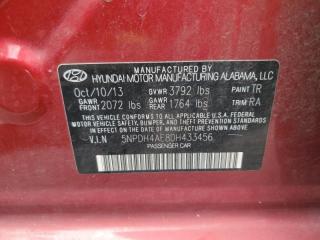 MANUFACTURED BY
HYUNDAI MOTOR MANUFACTURING ALABAMA, LLC
Oct/10/13 GVWR 3792 lbs PAINT TR
GAWR FRONT 2072 lbs GAWR REAR 1764 lbs TRIM RA
THIS VEHICLE CONFORMS TO ALL APPLICABLE U.S.A. FEDERAL
MOTOR VEHICLE SAFETY, BUMPER, AND THEFT PREVENTION
STANDARDS IN EFFECT ON THE DATE OF MANUFACTURE SHOWN ABOVE.
V.I.N 5NPDH4AE8DH433456
PASSENGER CAR